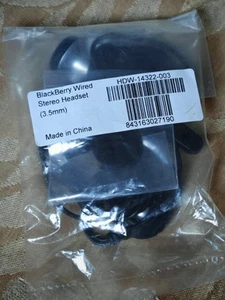 BlackBerry Wired
Stereo Headset
(3.5mm)
Made in China
HDW-14322-003
843163027190